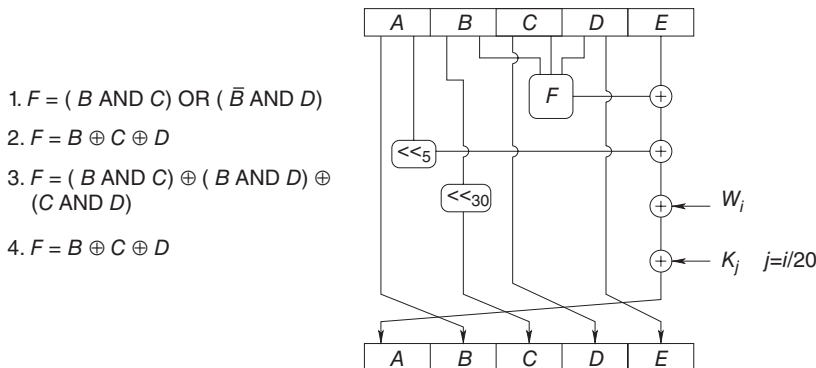 A B C D E
1. F = ( B AND C) OR ( B̄ AND D)
F
2. F = B ⊕ C ⊕ D
<<5
3. F = ( B AND C) ⊕ ( B AND D) ⊕
(C AND D)
<<30
Wi
4. F = B ⊕ C ⊕ D
Kj j=i/20
A B C D E